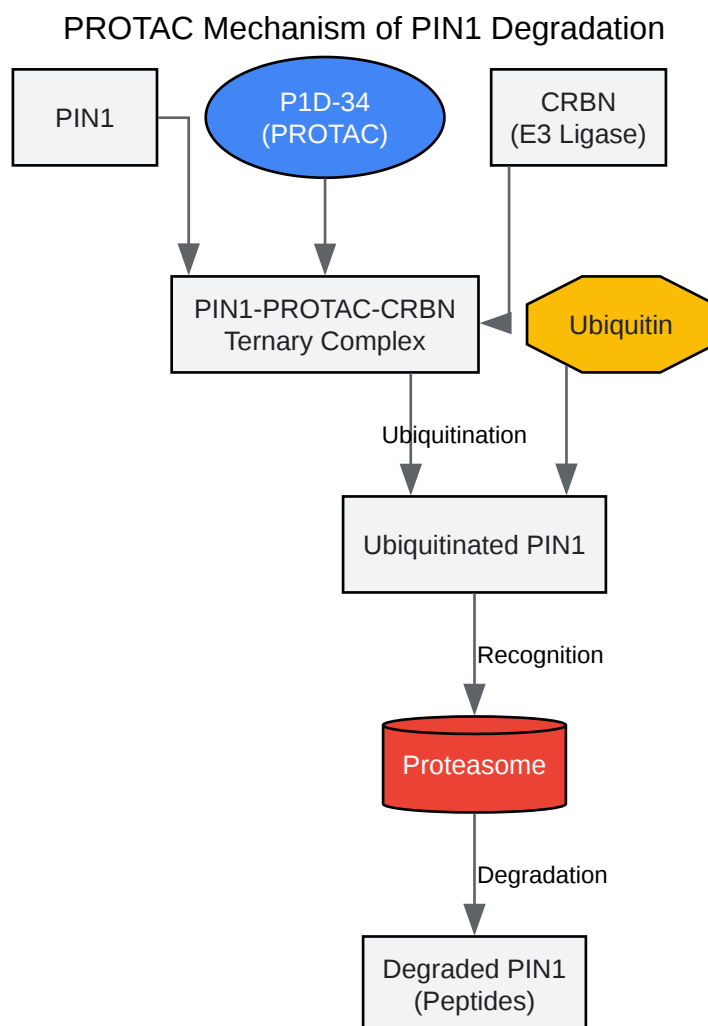 PROTAC Mechanism of PIN1 Degradation
PIN1
P1D-34
(PROTAC)
CRBN
(E3 Ligase)
PIN1-PROTAC-CRBN
Ternary Complex
Ubiquitin
Ubiquitination
Ubiquitinated PIN1
Recognition
Proteasome
Degradation
Degraded PIN1
(Peptides)